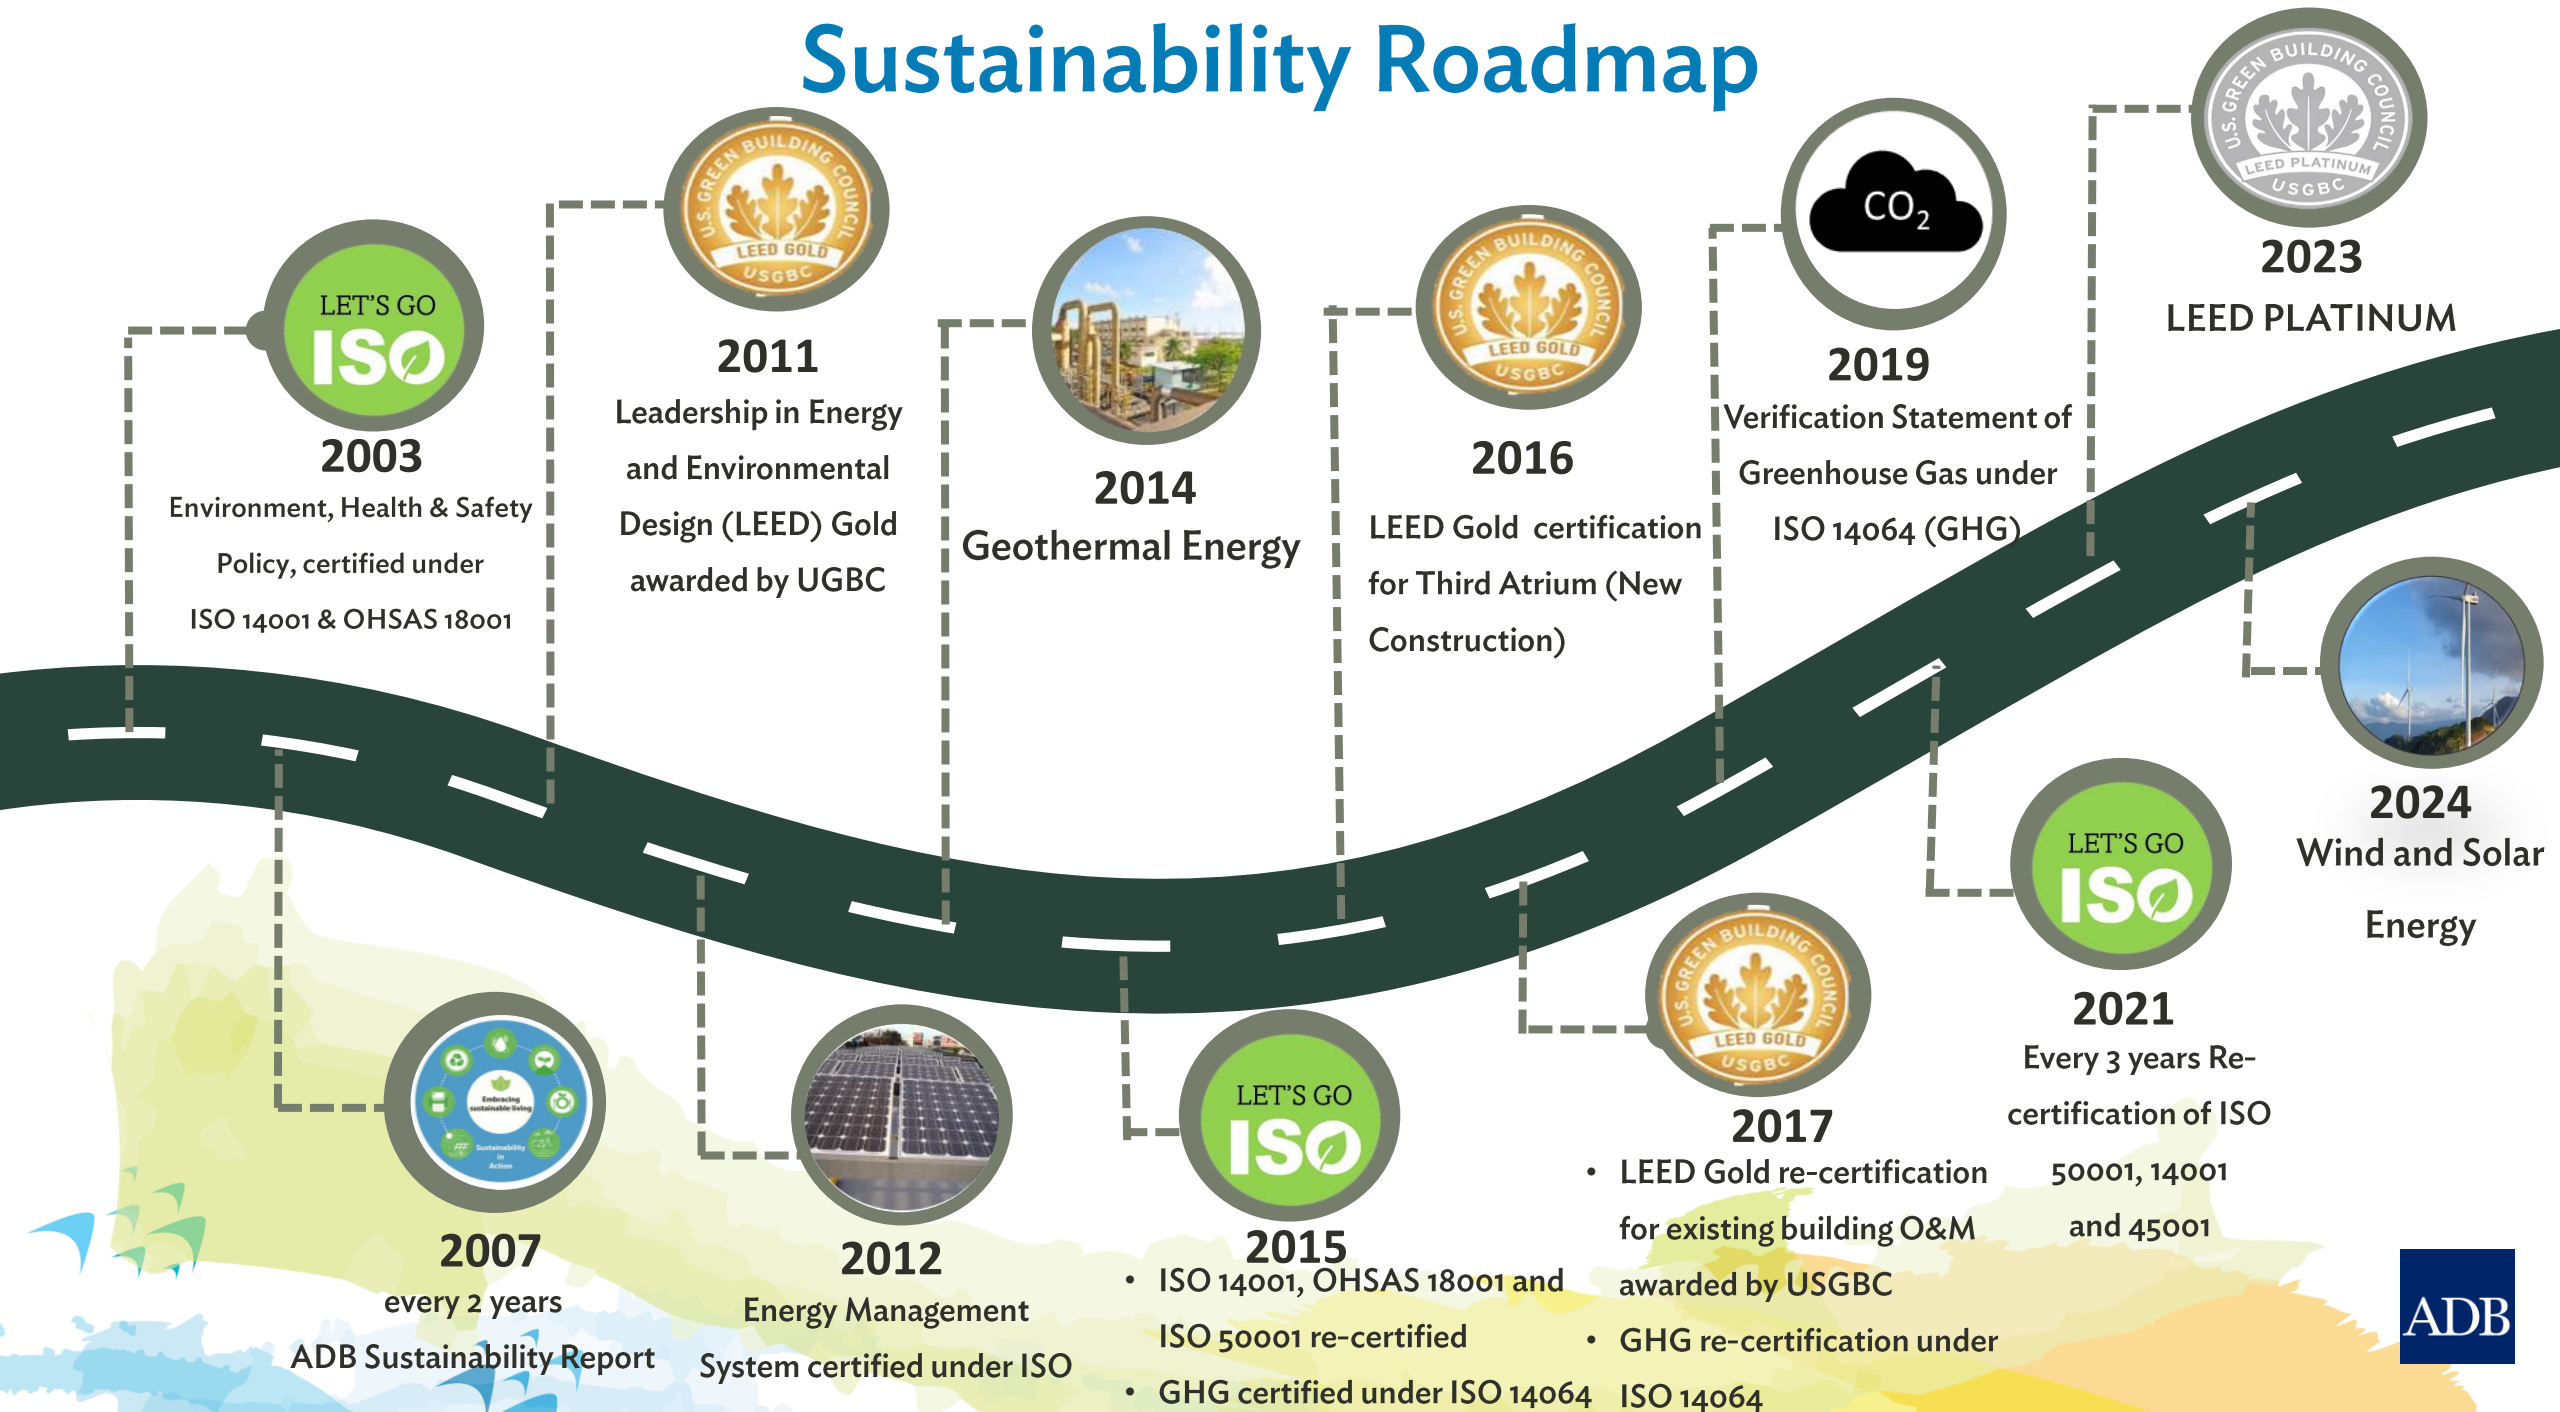 Sustainability Roadmap
LET'S GO
ISO
2003
Environment, Health & Safety
Policy, certified under
ISO 14001 & OHSAS 18001
Embracing
sustainable living
Sustainability
in
Action
2007
every 2 years
ADB Sustainability Report
U.S. GREEN BUILDING COUNCIL
LEED GOLD
USGBC
2011
Leadership in Energy
and Environmental
Design (LEED) Gold
awarded by UGBC
2012
Energy Management
System certified under ISO
2014
Geothermal Energy
LET'S GO
ISO
2015
• ISO 14001, OHSAS 18001 and
ISO 50001 re-certified
• GHG certified under ISO 14064
U.S. GREEN BUILDING COUNCIL
LEED GOLD
USGBC
2016
LEED Gold certification
for Third Atrium (New
Construction)
U.S. GREEN BUILDING COUNCIL
LEED GOLD
USGBC
2017
• LEED Gold re-certification
for existing building O&M
awarded by USGBC
• GHG re-certification under
ISO 14064
CO2
2019
Verification Statement of
Greenhouse Gas under
ISO 14064 (GHG)
LET'S GO
ISO
2021
Every 3 years Re-
certification of ISO
50001, 14001
and 45001
U.S. GREEN BUILDING COUNCIL
LEED PLATINUM
USGBC
2023
LEED PLATINUM
2024
Wind and Solar
Energy
ADB